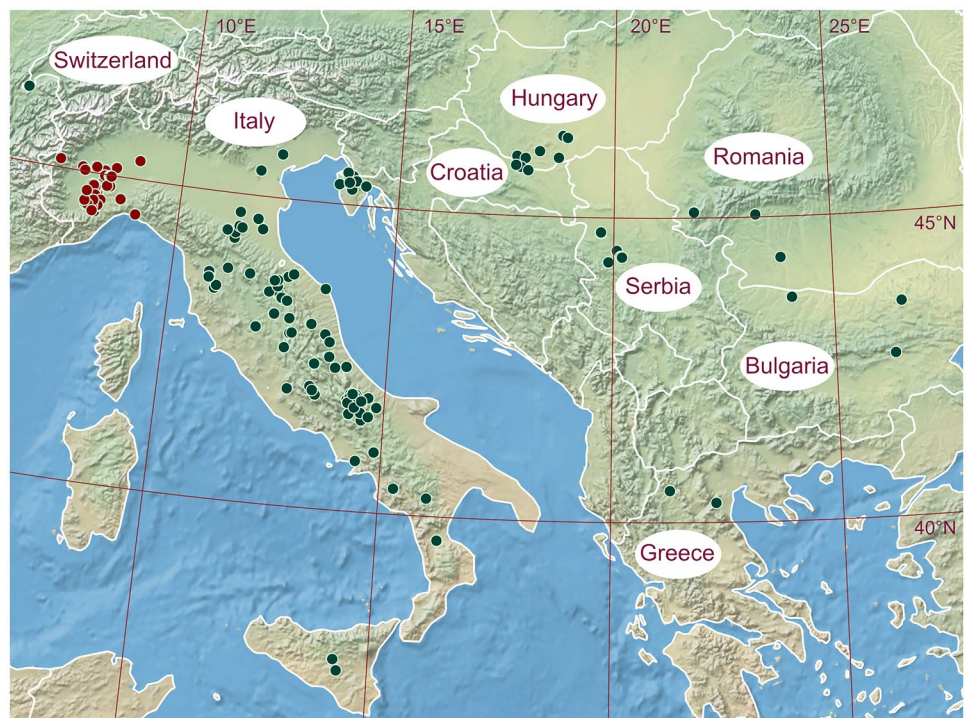 10°E
15°E
20°E
25°E
Switzerland
Hungary
Italy
Romania
Croatia
45°N
Serbia
Bulgaria
40°N
Greece